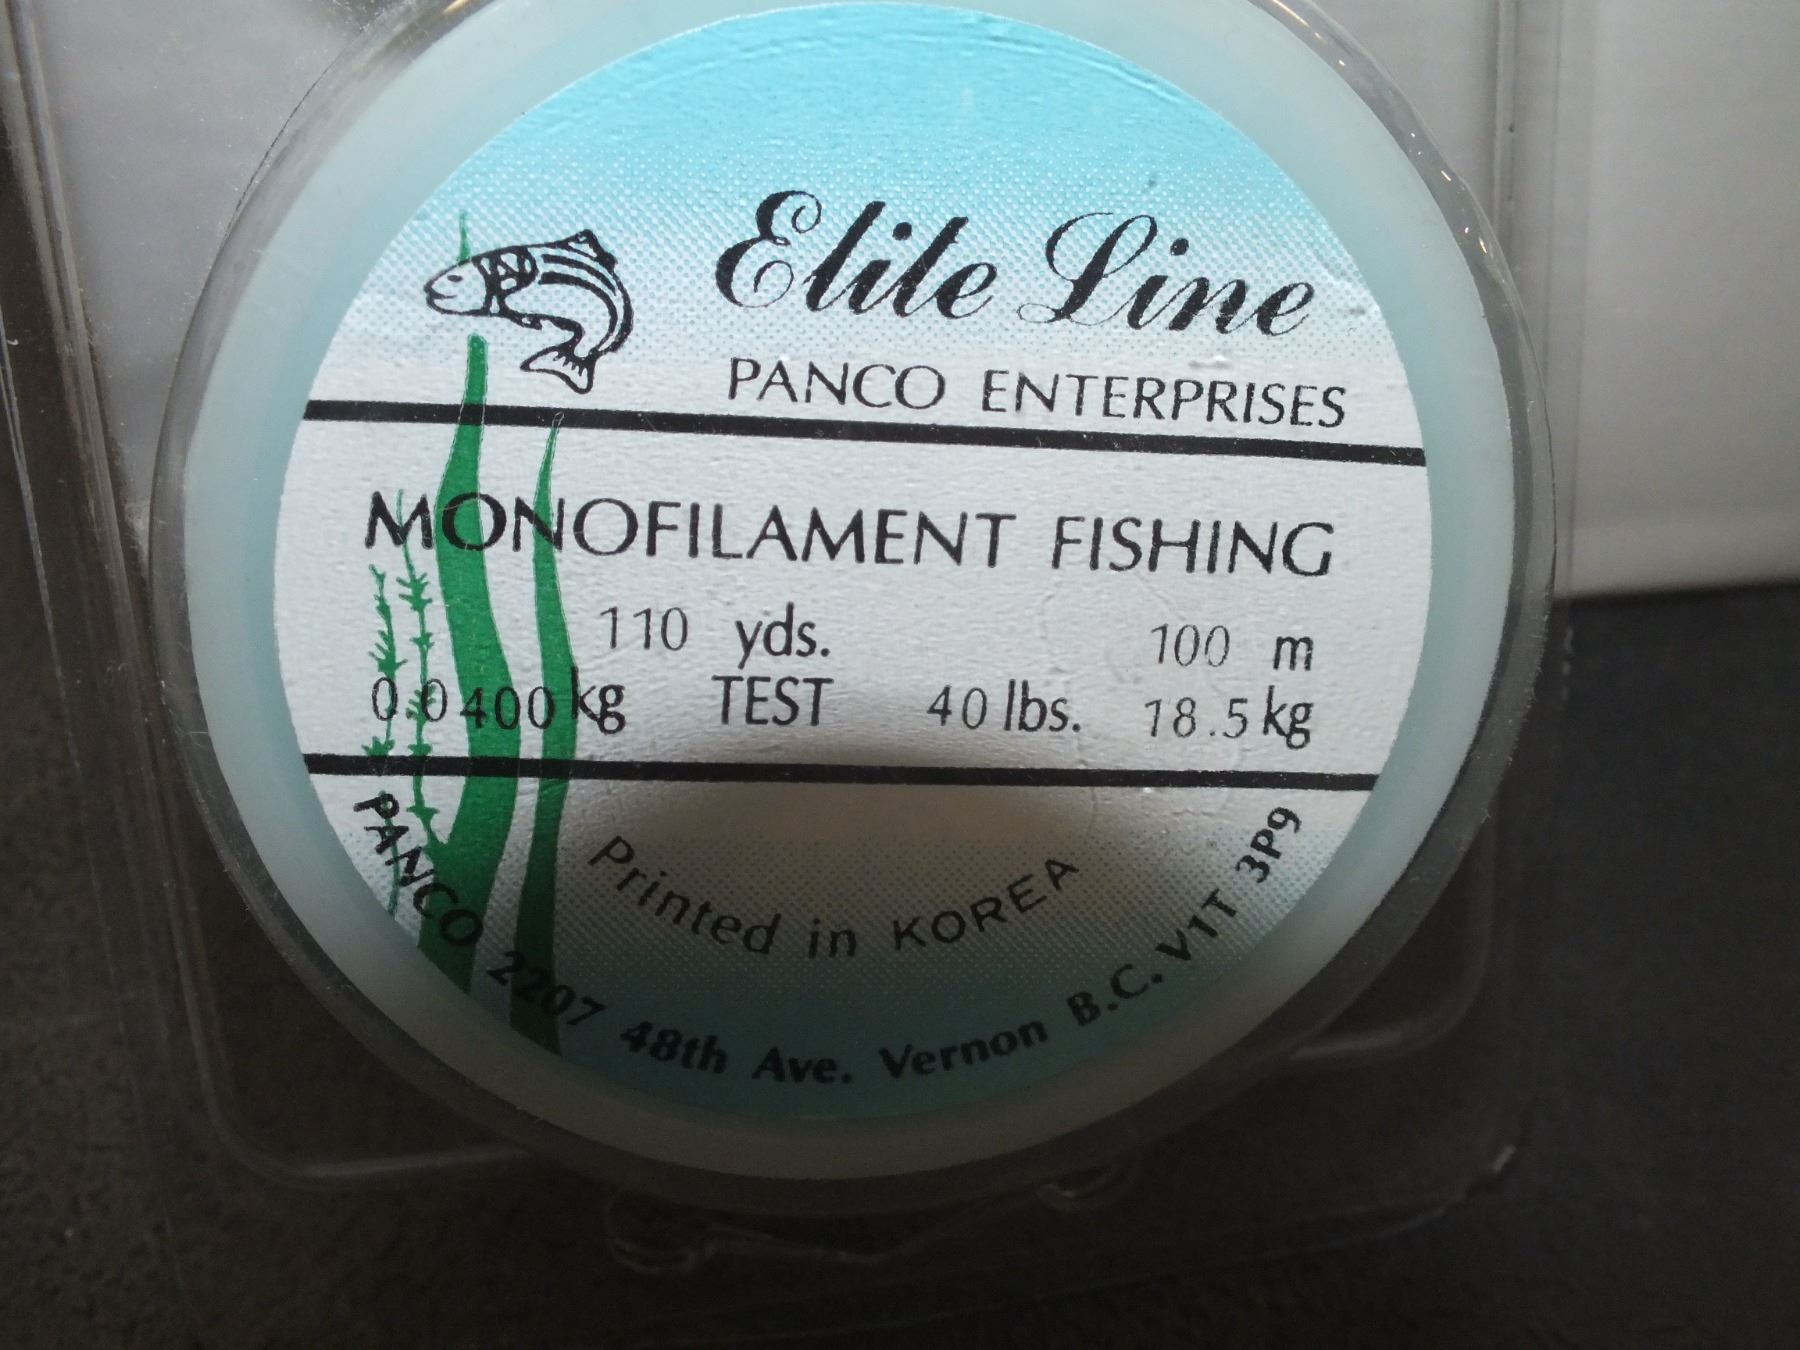 Elite Line
PANCO ENTERPRISES
MONOFILAMENT FISHING
110 yds. 100 m
0.0400 kg TEST 40 lbs. 18.5 kg
Printed in KOREA
PANCO 2207 48th Ave. Vernon B.C. V1T 3P9